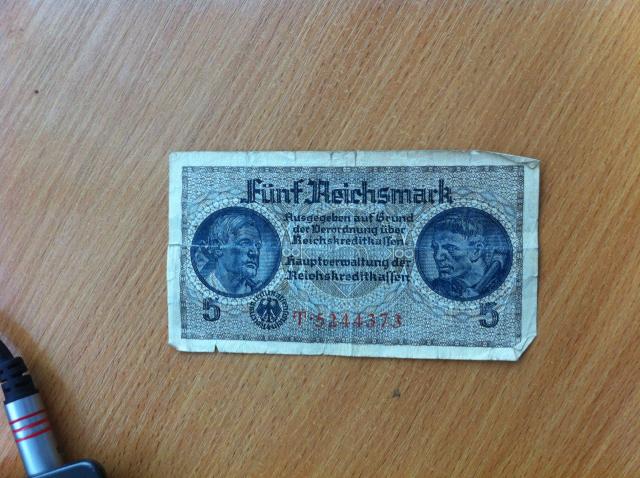 Fünf Reichsmark
Ausgegeben auf Grund
der Verordnung über
Reichskreditkassen.
Hauptverwaltung der
Reichskreditkassen
5
T·5244373
5